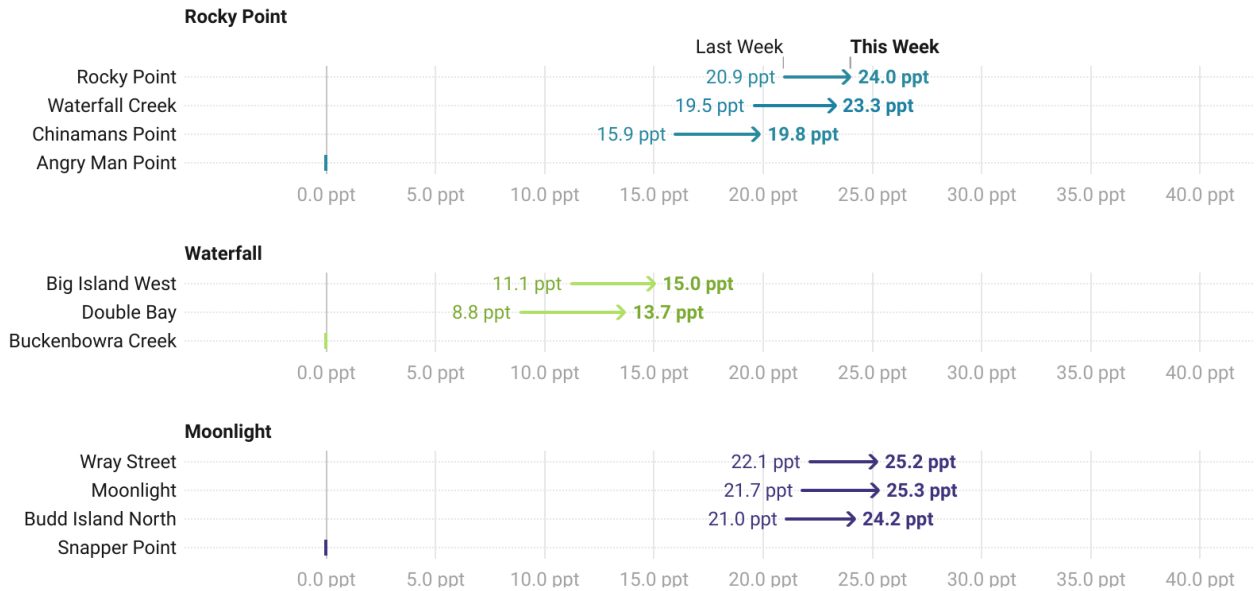 Rocky Point
Last Week This Week
Rocky Point 20.9 ppt 24.0 ppt
Waterfall Creek 19.5 ppt 23.3 ppt
Chinamans Point 15.9 ppt 19.8 ppt
Angry Man Point
0.0 ppt 5.0 ppt 10.0 ppt 15.0 ppt 20.0 ppt 25.0 ppt 30.0 ppt 35.0 ppt 40.0 ppt
Waterfall
Big Island West 11.1 ppt 15.0 ppt
Double Bay 8.8 ppt 13.7 ppt
Buckenbowra Creek
0.0 ppt 5.0 ppt 10.0 ppt 15.0 ppt 20.0 ppt 25.0 ppt 30.0 ppt 35.0 ppt 40.0 ppt
Moonlight
Wray Street 22.1 ppt 25.2 ppt
Moonlight 21.7 ppt 25.3 ppt
Budd Island North 21.0 ppt 24.2 ppt
Snapper Point
0.0 ppt 5.0 ppt 10.0 ppt 15.0 ppt 20.0 ppt 25.0 ppt 30.0 ppt 35.0 ppt 40.0 ppt